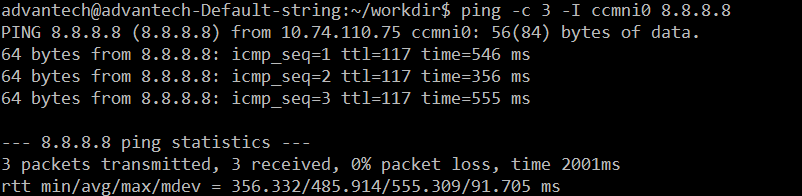 advantech@advantech-Default-string:~/workdir$ ping -c 3 -I ccmni0 8.8.8.8
PING 8.8.8.8 (8.8.8.8) from 10.74.110.75 ccmni0: 56(84) bytes of data.
64 bytes from 8.8.8.8: icmp_seq=1 ttl=117 time=546 ms
64 bytes from 8.8.8.8: icmp_seq=2 ttl=117 time=356 ms
64 bytes from 8.8.8.8: icmp_seq=3 ttl=117 time=555 ms
--- 8.8.8.8 ping statistics ---
3 packets transmitted, 3 received, 0% packet loss, time 2001ms
rtt min/avg/max/mdev = 356.332/485.914/555.309/91.705 ms